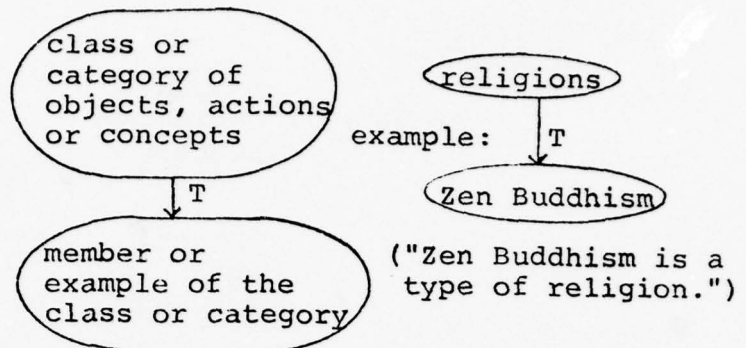 class or
category of
objects, actions
or concepts
T
member or
example of the
class or category
example:
religions
T
Zen Buddhism
("Zen Buddhism is a
type of religion.")